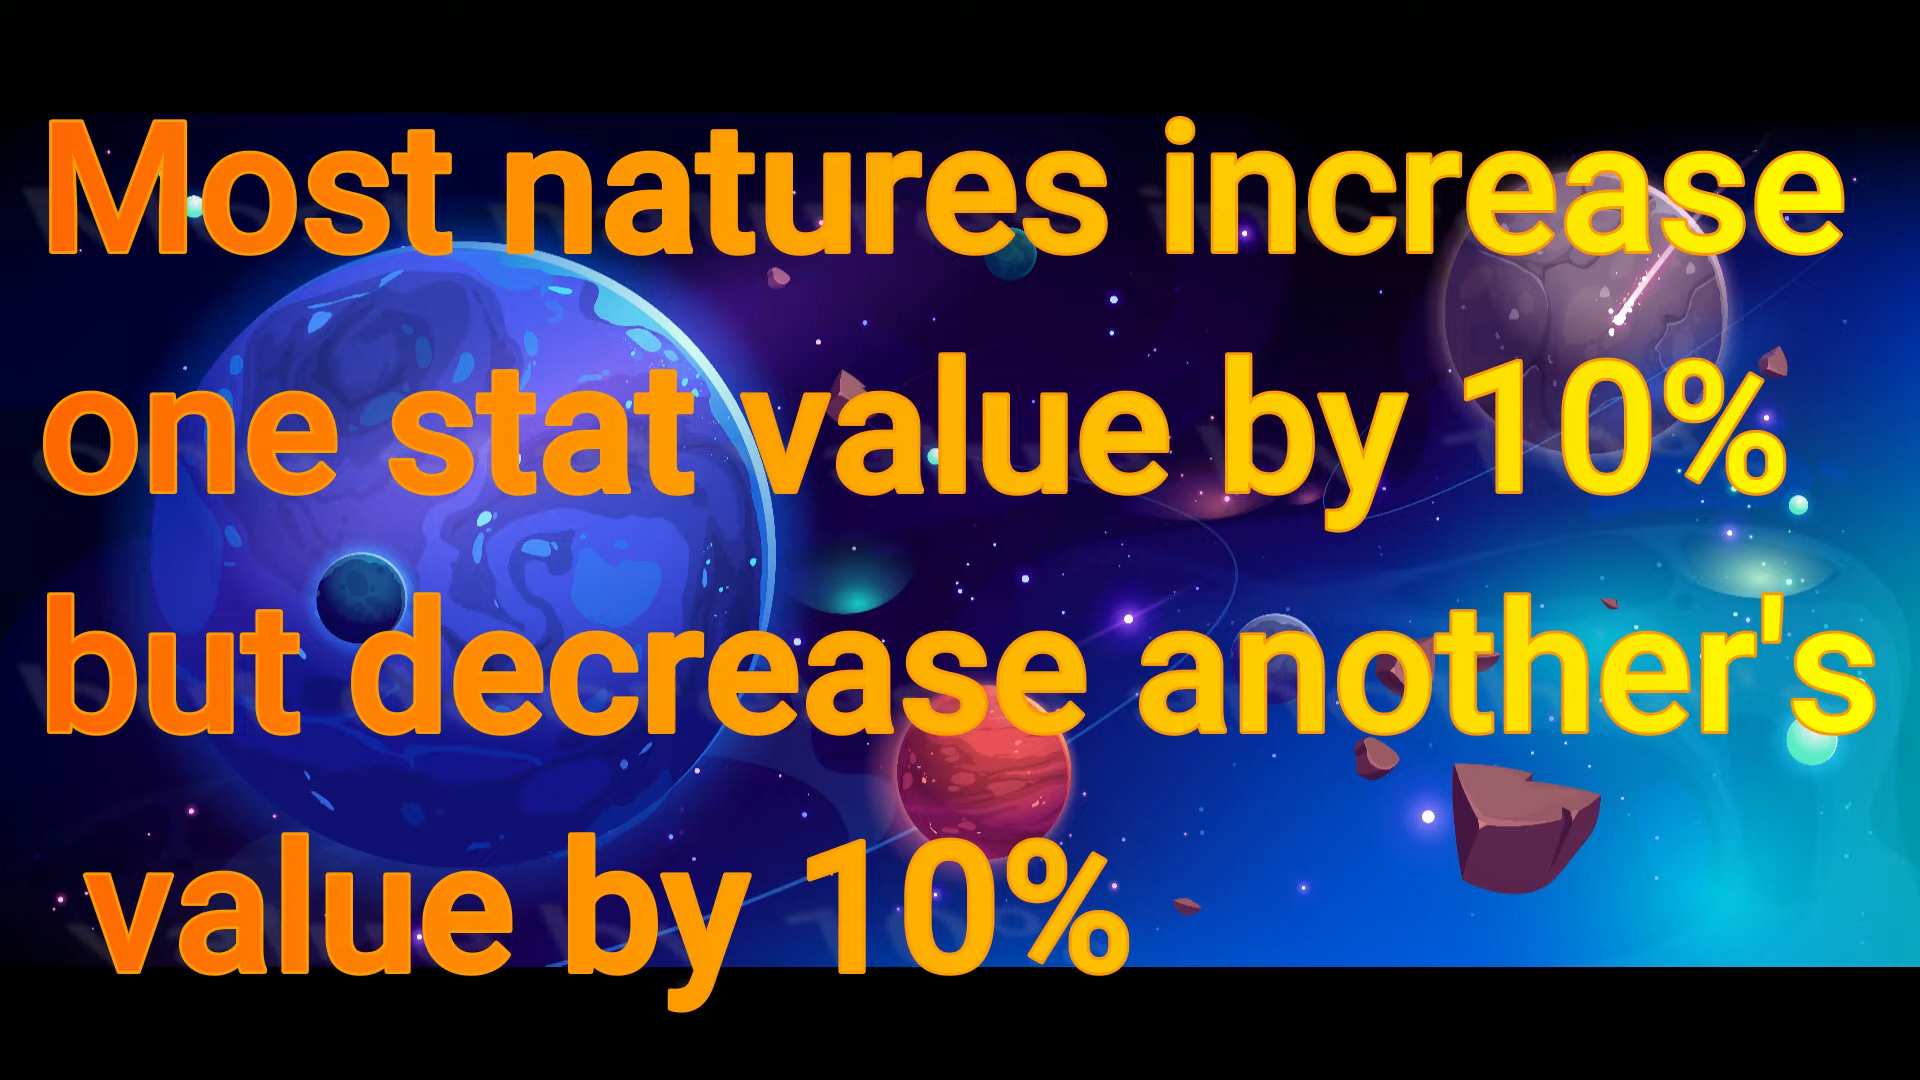 Most natures increase
one stat value by 10%
but decrease another's
value by 10%